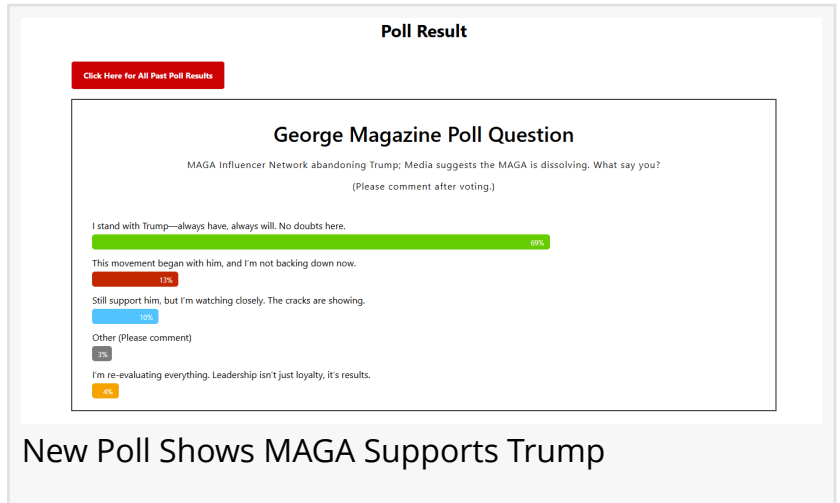 Poll Result
Click Here for All Past Poll Results
George Magazine Poll Question
MAGA Influencer Network abandoning Trump; Media suggests the MAGA is dissolving. What say you?
(Please comment after voting.)
I stand with Trump—always have, always will. No doubts here.
69%
This movement began with him, and I'm not backing down now.
13%
Still support him, but I'm watching closely. The cracks are showing.
10%
Other (Please comment)
3%
I'm re-evaluating everything. Leadership isn't just loyalty, it's results.
4%
New Poll Shows MAGA Supports Trump